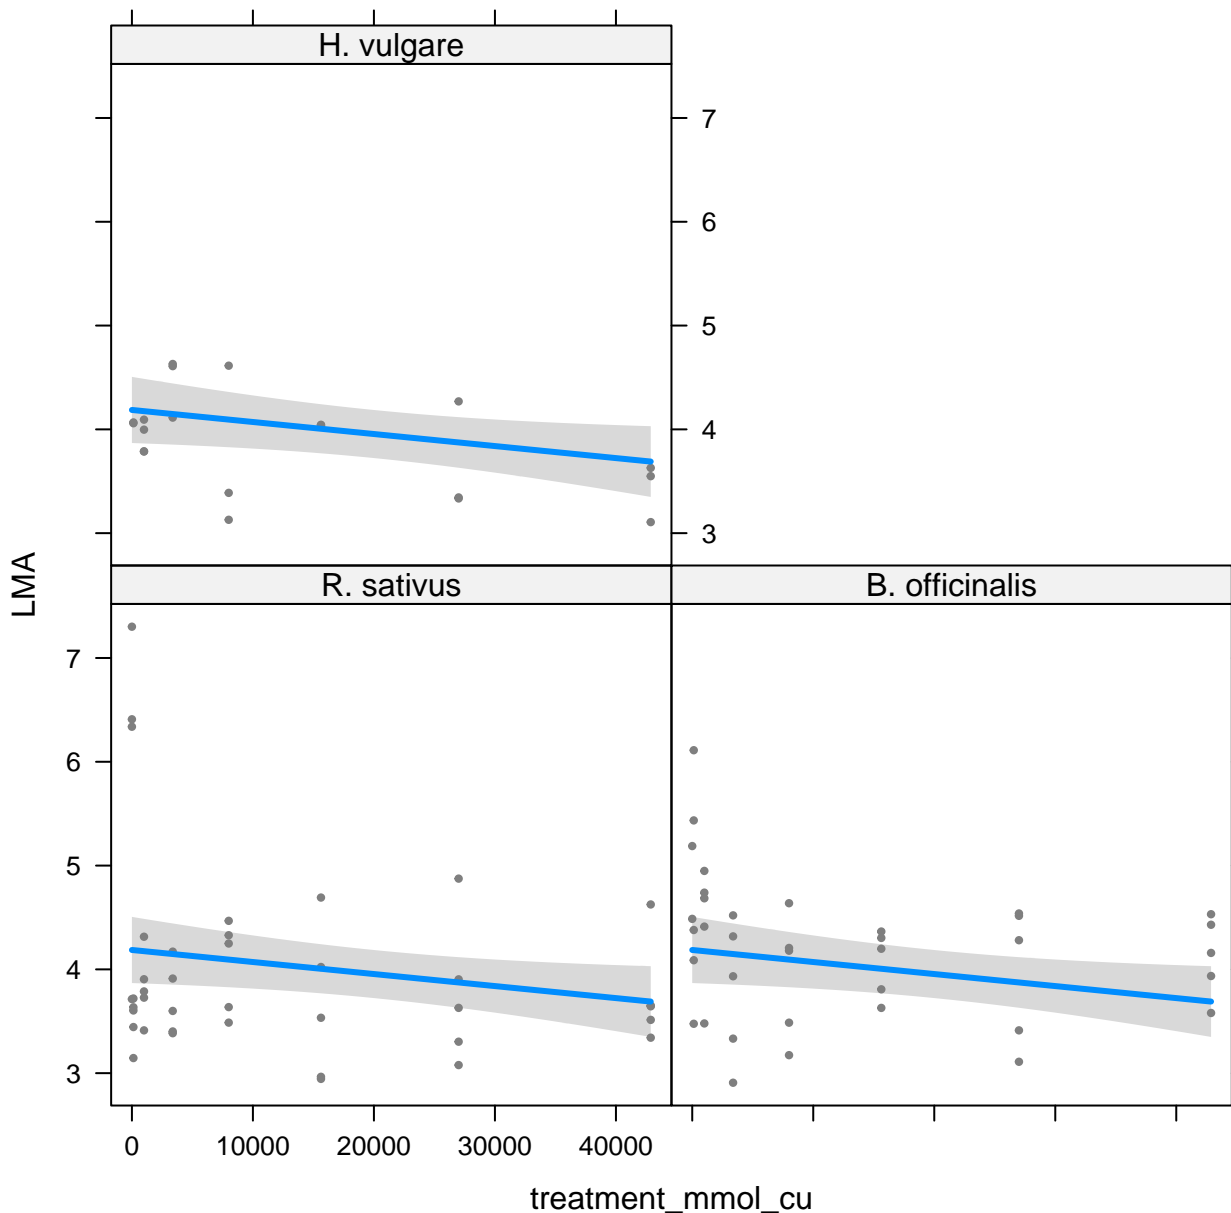 H. vulgare
7
6
5
4
3
LMA
R. sativus
B. officinalis
7
6
5
4
3
0 10000 20000 30000 40000
treatment_mmol_cu